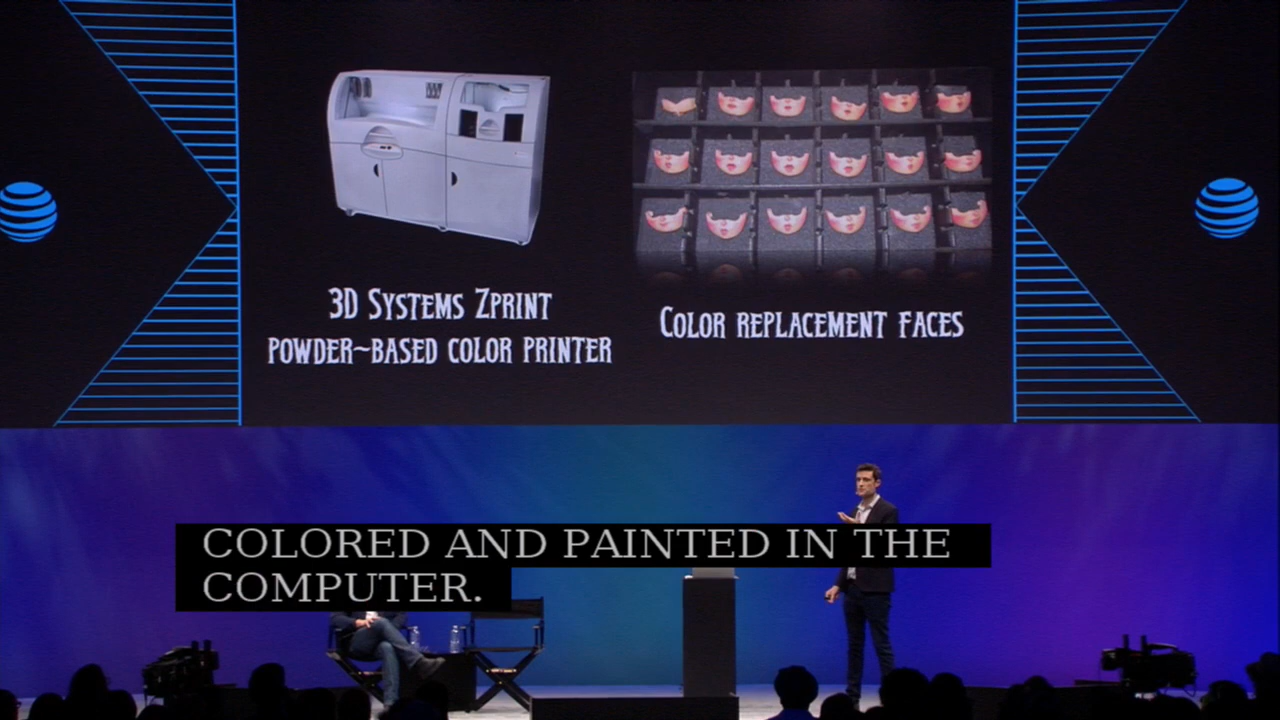 3D Systems Zprint
powder~based color printer
Color replacement faces
COLORED AND PAINTED IN THE
COMPUTER.